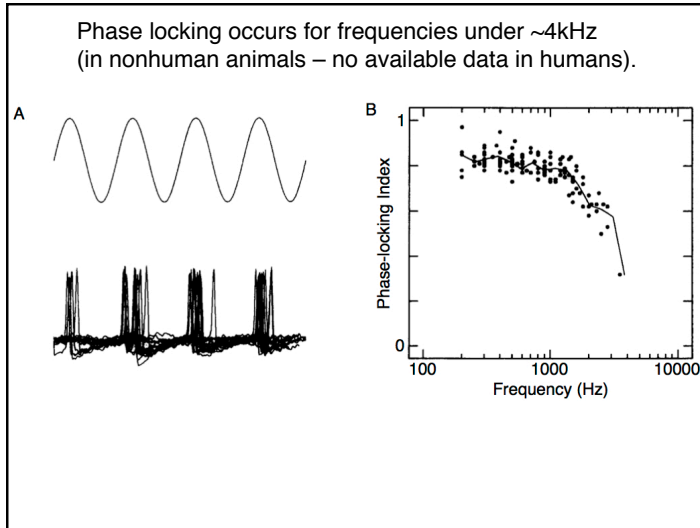 Phase locking occurs for frequencies under ~4kHz
(in nonhuman animals – no available data in humans).
A
B
1
Phase-locking Index
0
100
1000
10000
Frequency (Hz)